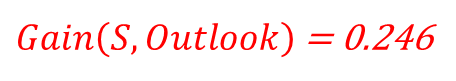 Gain(S, Outlook) = 0.246